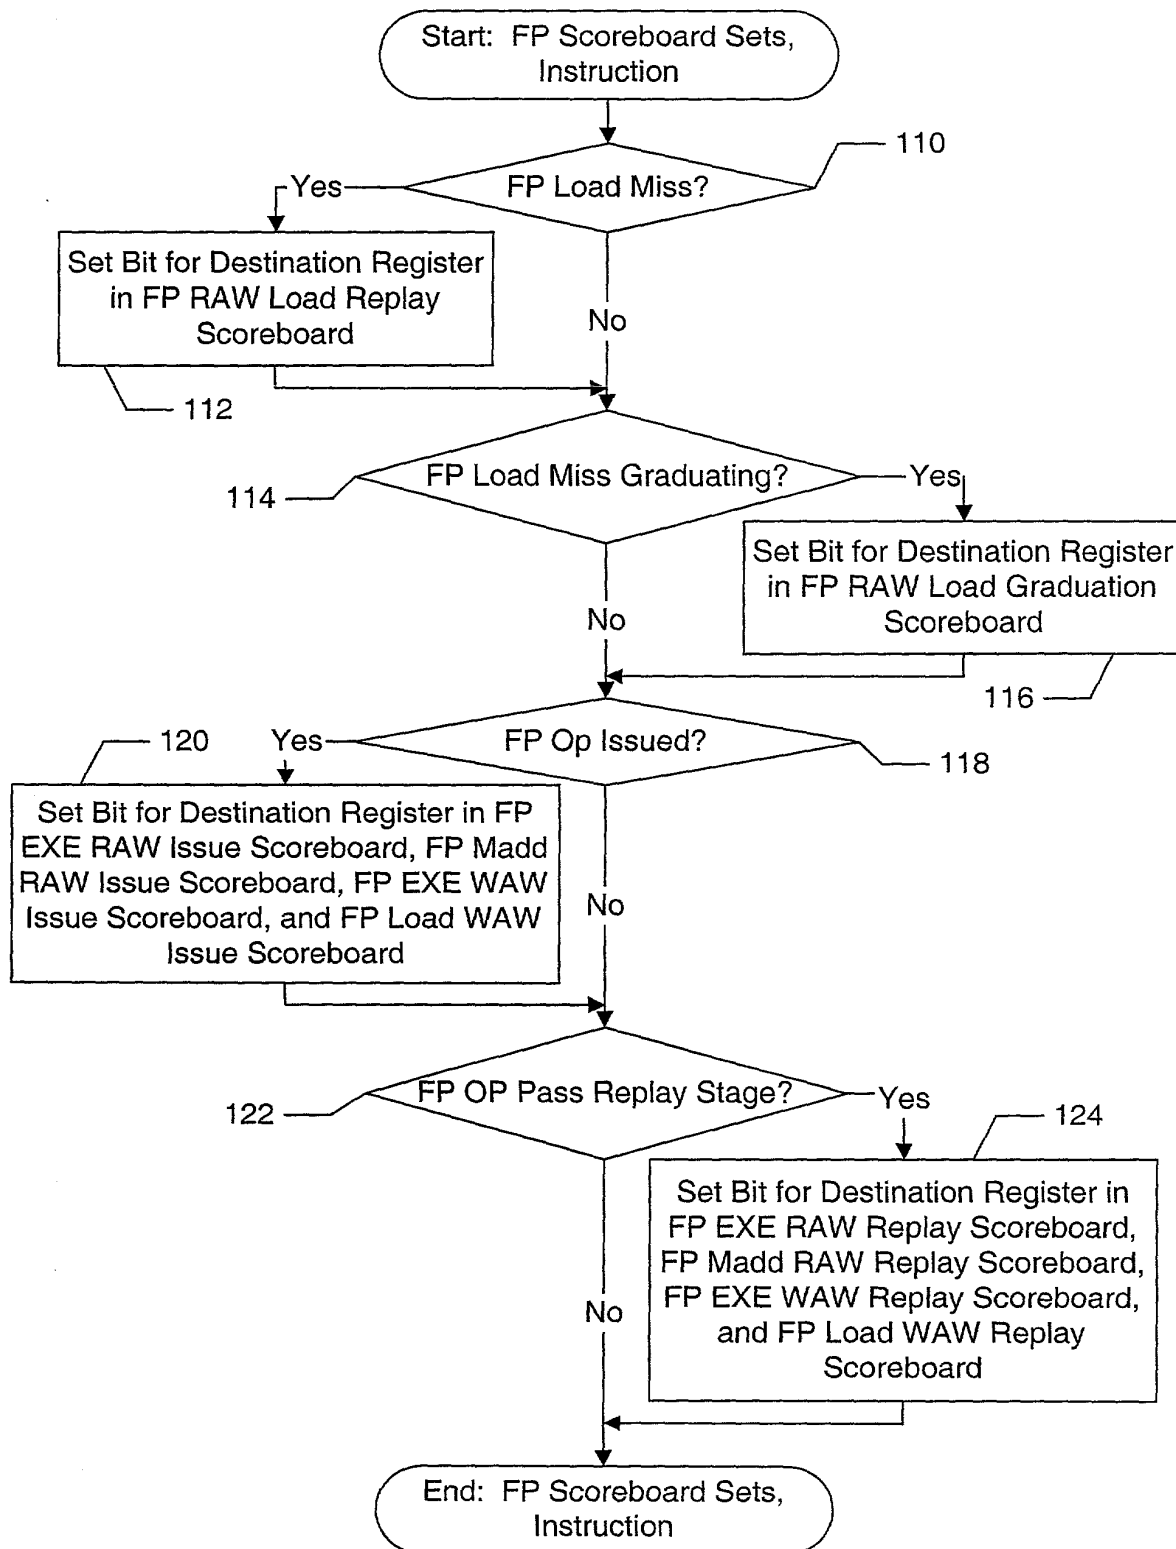 Start: FP Scoreboard Sets,
Instruction
110
FP Load Miss?
Yes
Set Bit for Destination Register
in FP RAW Load Replay
Scoreboard
No
112
FP Load Miss Graduating?
Yes
114
Set Bit for Destination Register
in FP RAW Load Graduation
Scoreboard
No
116
120
Yes
FP Op Issued?
118
Set Bit for Destination Register in FP
EXE RAW Issue Scoreboard, FP Madd
RAW Issue Scoreboard, FP EXE WAW
Issue Scoreboard, and FP Load WAW
Issue Scoreboard
No
FP OP Pass Replay Stage?
Yes
122
124
Set Bit for Destination Register in
FP EXE RAW Replay Scoreboard,
FP Madd RAW Replay Scoreboard,
FP EXE WAW Replay Scoreboard,
and FP Load WAW Replay
Scoreboard
No
End: FP Scoreboard Sets,
Instruction